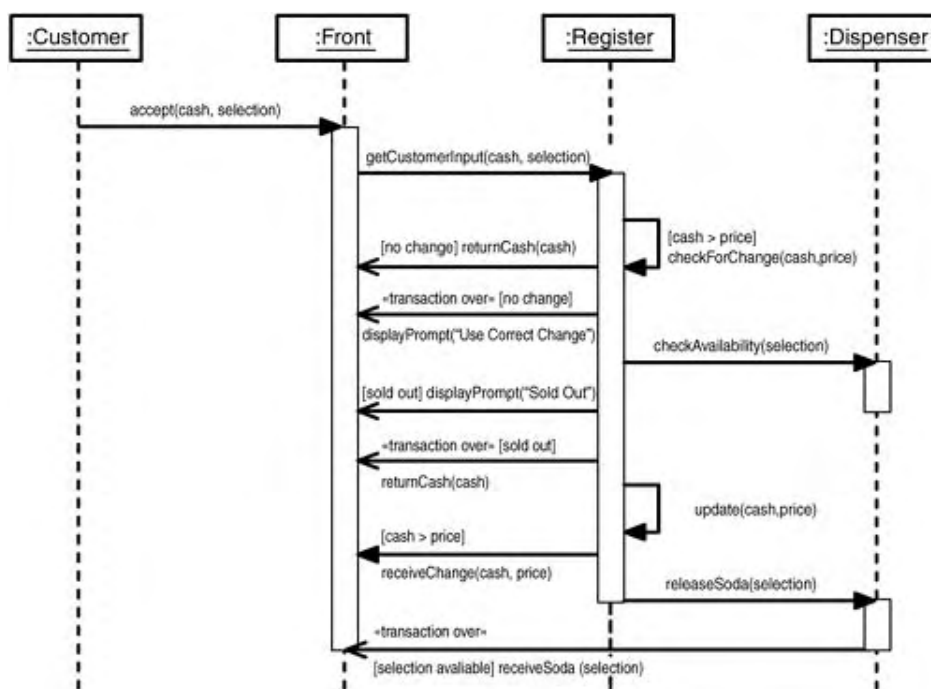 :Customer
:Front
:Register
:Dispenser
accept(cash, selection)
getCustomerInput(cash, selection)
[cash > price]
checkForChange(cash,price)
[no change] returnCash(cash)
«transaction over» [no change]
displayPrompt("Use Correct Change")
checkAvailability(selection)
[sold out] displayPrompt("Sold Out")
«transaction over» [sold out]
returnCash(cash)
update(cash,price)
[cash > price]
receiveChange(cash, price)
releaseSoda(selection)
«transaction over»
[selection avaliable] receiveSoda (selection)